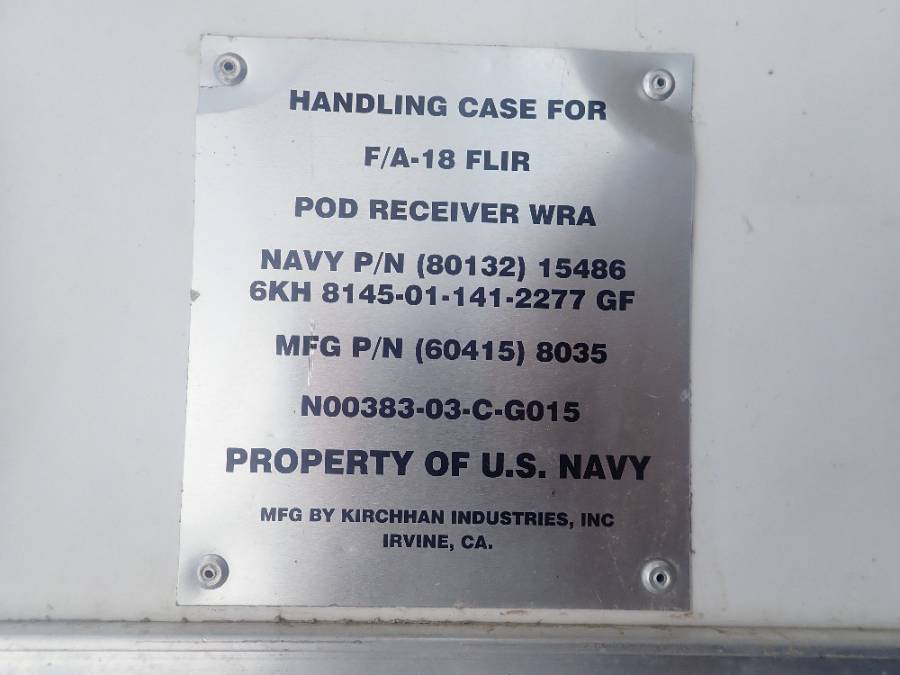 HANDLING CASE FOR
F/A-18 FLIR
POD RECEIVER WRA
NAVY P/N (80132) 15486
6KH 8145-01-141-2277 GF
MFG P/N (60415) 8035
N00383-03-C-G015
PROPERTY OF U.S. NAVY
MFG BY KIRCHHAN INDUSTRIES, INC
IRVINE, CA.